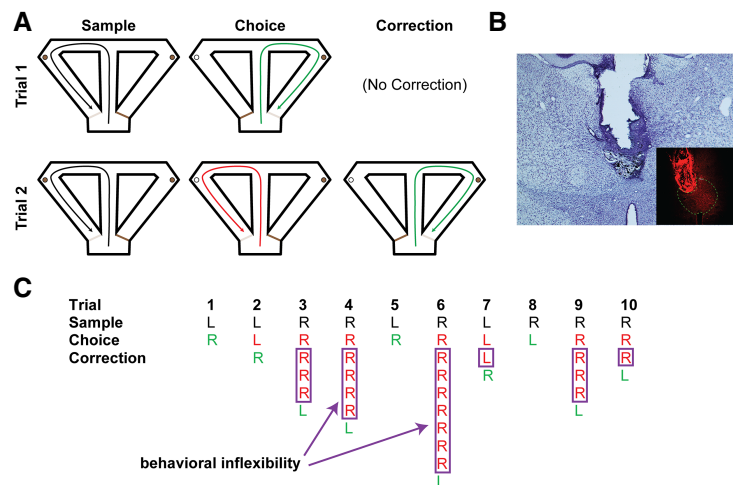 A
Sample Choice Correction
Trial 1
(No Correction)
Trial 2
B
C
Trial 1 2 3 4 5 6 7 8 9 10
Sample L L R R L R L R R R
Choice R L R R R R L L R R
Correction R R R R L R R
R R R R R L
R R R R
L R R L
L R
R
behavioral inflexibility R
L